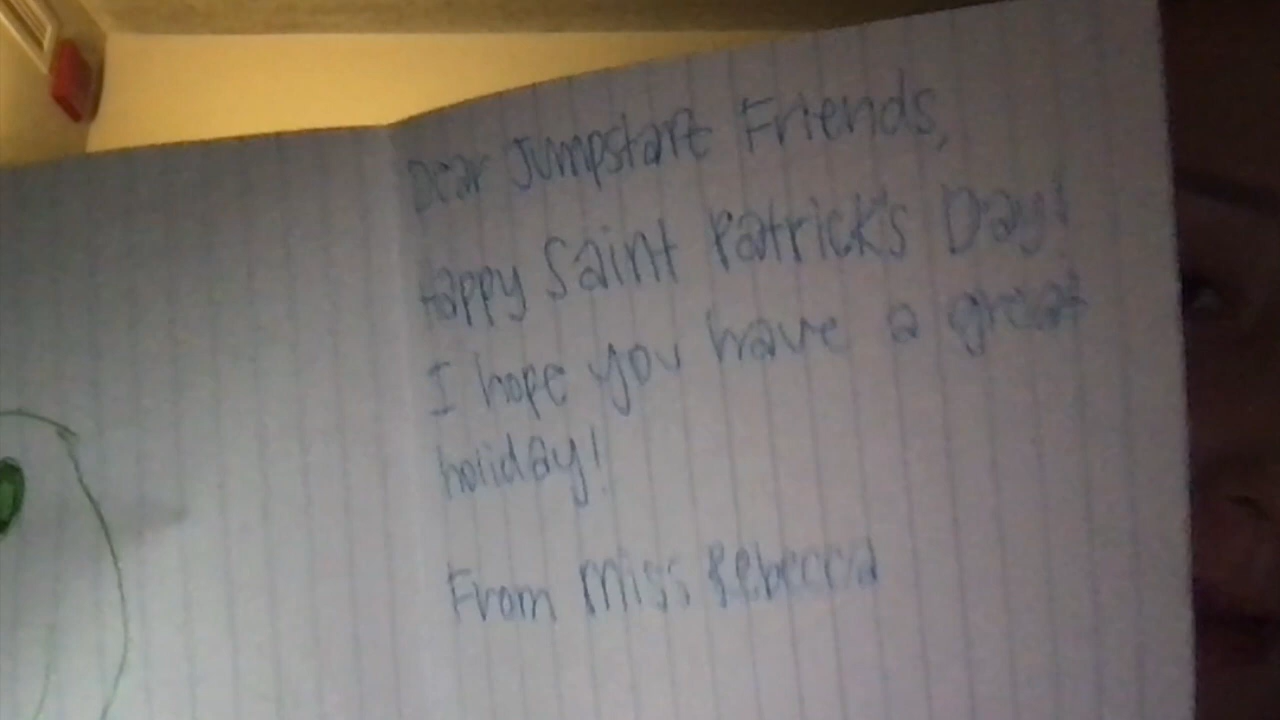 Dear Jumpstart Friends,
Happy Saint Patrick's Day!
I hope you have a great
holiday!
From Miss Rebecca